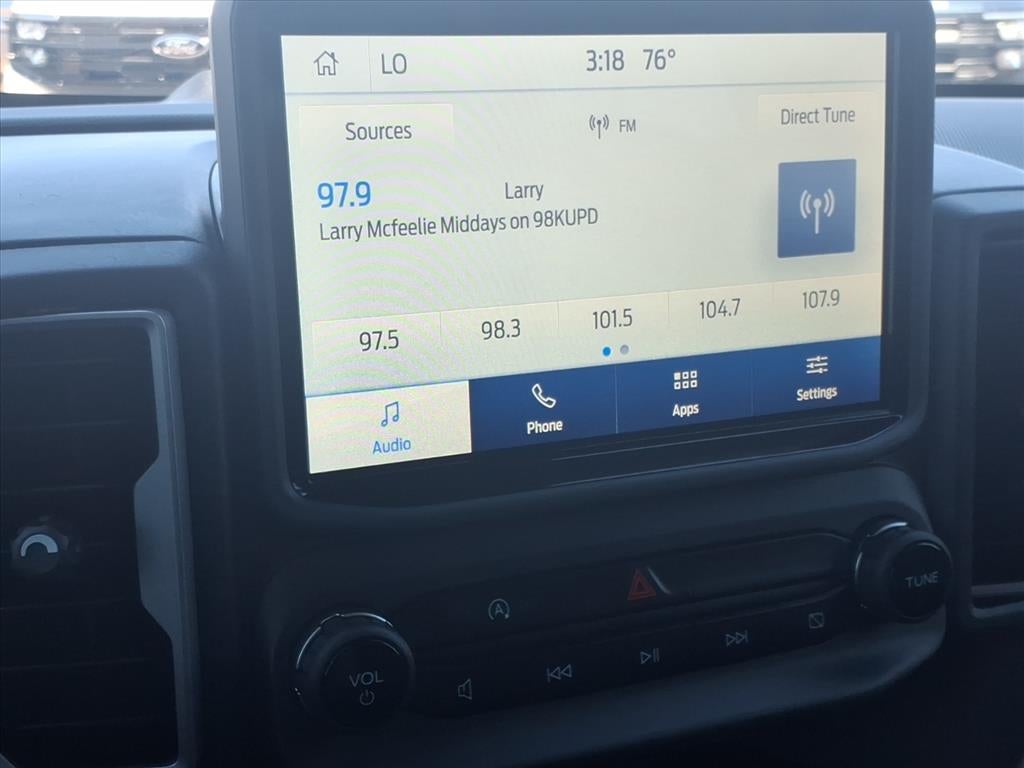 Ford
LO 3:18 76°
Sources FM Direct Tune
97.9 Larry
Larry Mcfeelie Middays on 98KUPD
97.5 98.3 101.5 104.7 107.9
Audio Phone Apps Settings
A
TUNE
VOL